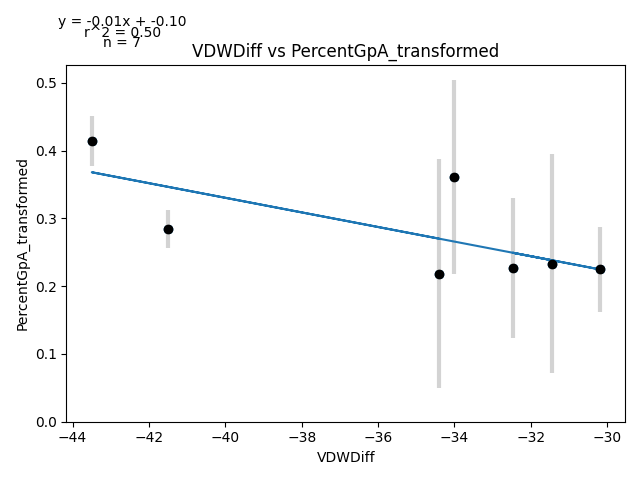 y = -0.01x + -0.10
r^2 = 0.50
n = 7
VDWDiff vs PercentGpA_transformed
PercentGpA_transformed
0.5
0.4
0.3
0.2
0.1
0.0
−44 −42 −40 −38 −36 −34 −32 −30
VDWDiff